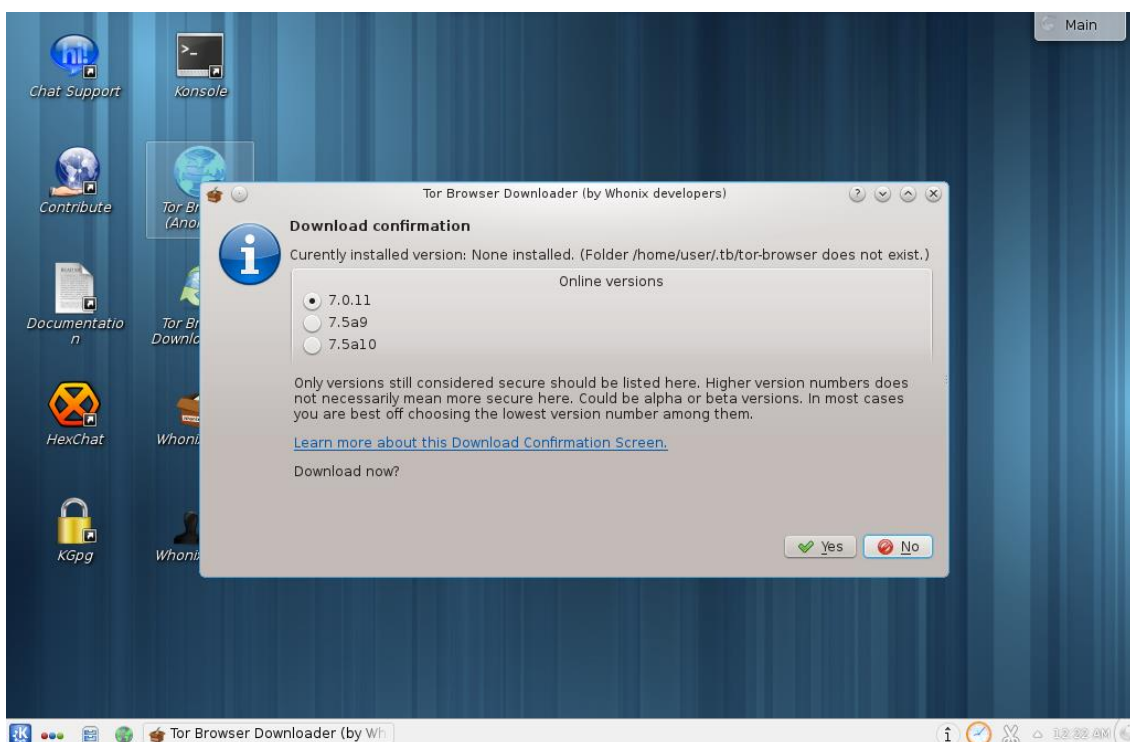 Main
Chat Support
Konsole
Contribute
Tor Br
(Ano
Documentatio
n
Tor Br
Downlo
HexChat
Whoni
KGpg
Whoni
Tor Browser Downloader (by Whonix developers)
Download confirmation
Curently installed version: None installed. (Folder /home/user/.tb/tor-browser does not exist.)
Online versions
7.0.11
7.5a9
7.5a10
Only versions still considered secure should be listed here. Higher version numbers does
not necessarily mean more secure here. Could be alpha or beta versions. In most cases
you are best off choosing the lowest version number among them.
Learn more about this Download Confirmation Screen.
Download now?
Yes
No
Tor Browser Downloader (by Wh